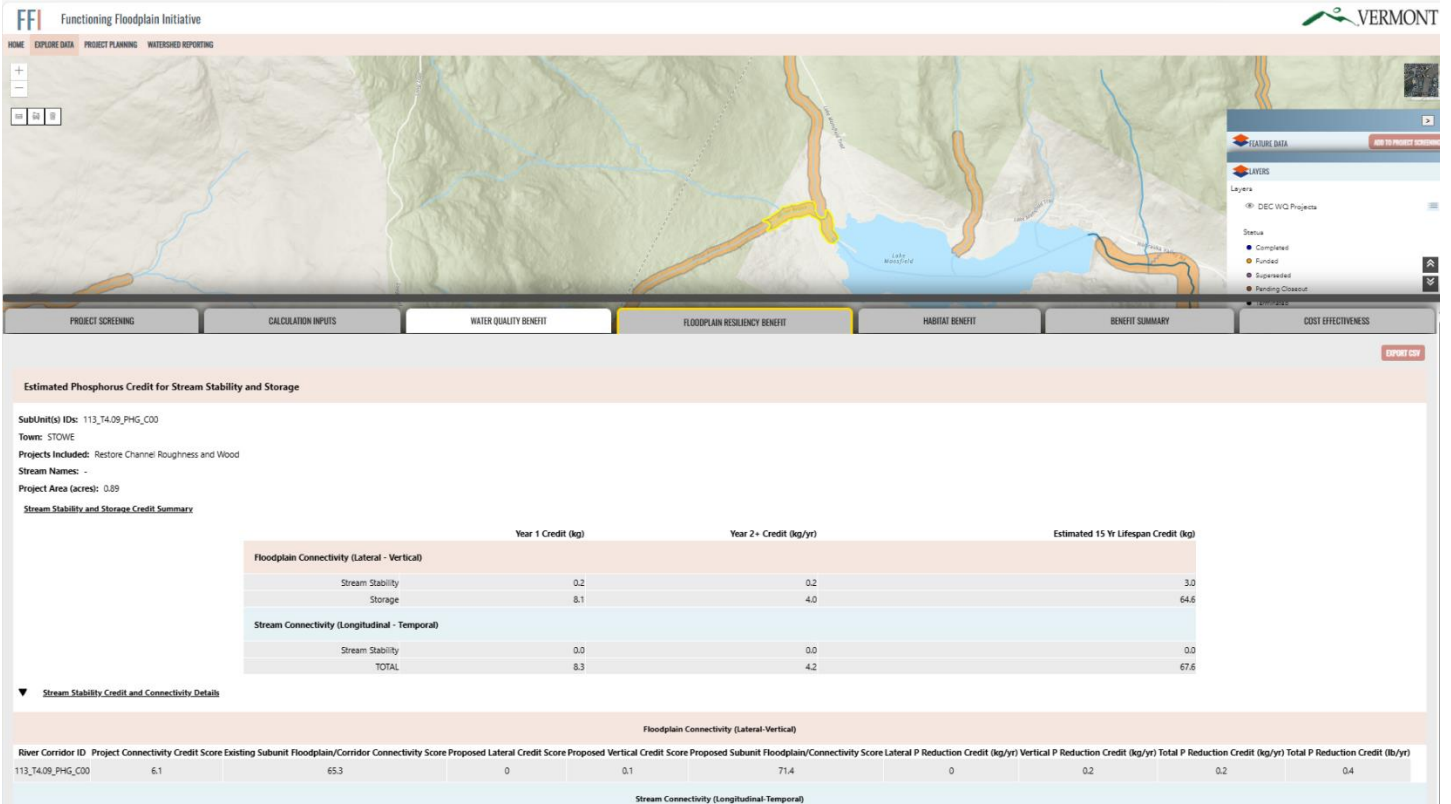 FFI Functioning Floodplain Initiative
VERMONT
HOME EXPLORE DATA PROJECT PLANNING WATERSHED REPORTING
+
−
Lake Mansfield Trail
Lake
Mansfield
Nebraska Valley Rd
>
FEATURE DATA
ADD TO PROJECT SCREENING
LAYERS
Layers
DEC WQ Projects
Status
Completed
Funded
Superseded
Pending Closeout
Terminated
PROJECT SCREENING CALCULATION INPUTS WATER QUALITY BENEFIT FLOODPLAIN RESILIENCY BENEFIT HABITAT BENEFIT BENEFIT SUMMARY COST EFFECTIVENESS
EXPORT CSV
Estimated Phosphorus Credit for Stream Stability and Storage
SubUnit(s) IDs: 113_T4.09_PHG_C00
Town: STOWE
Projects Included: Restore Channel Roughness and Wood
Stream Names: -
Project Area (acres): 0.89
Stream Stability and Storage Credit Summary
Year 1 Credit (kg) Year 2+ Credit (kg/yr) Estimated 15 Yr Lifespan Credit (kg)
Floodplain Connectivity (Lateral - Vertical)
Stream Stability 0.2 0.2 3.0
Storage 8.1 4.0 64.6
Stream Connectivity (Longitudinal - Temporal)
Stream Stability 0.0 0.0 0.0
TOTAL 8.3 4.2 67.6
▼ Stream Stability Credit and Connectivity Details
Floodplain Connectivity (Lateral-Vertical)
River Corridor ID Project Connectivity Credit Score Existing Subunit Floodplain/Corridor Connectivity Score Proposed Lateral Credit Score Proposed Vertical Credit Score Proposed Subunit Floodplain/Connectivity Score Lateral P Reduction Credit (kg/yr) Vertical P Reduction Credit (kg/yr) Total P Reduction Credit (kg/yr) Total P Reduction Credit (lb/yr)
113_T4.09_PHG_C00 6.1 65.3 0 0.1 71.4 0 0.2 0.2 0.4
Stream Connectivity (Longitudinal-Temporal)